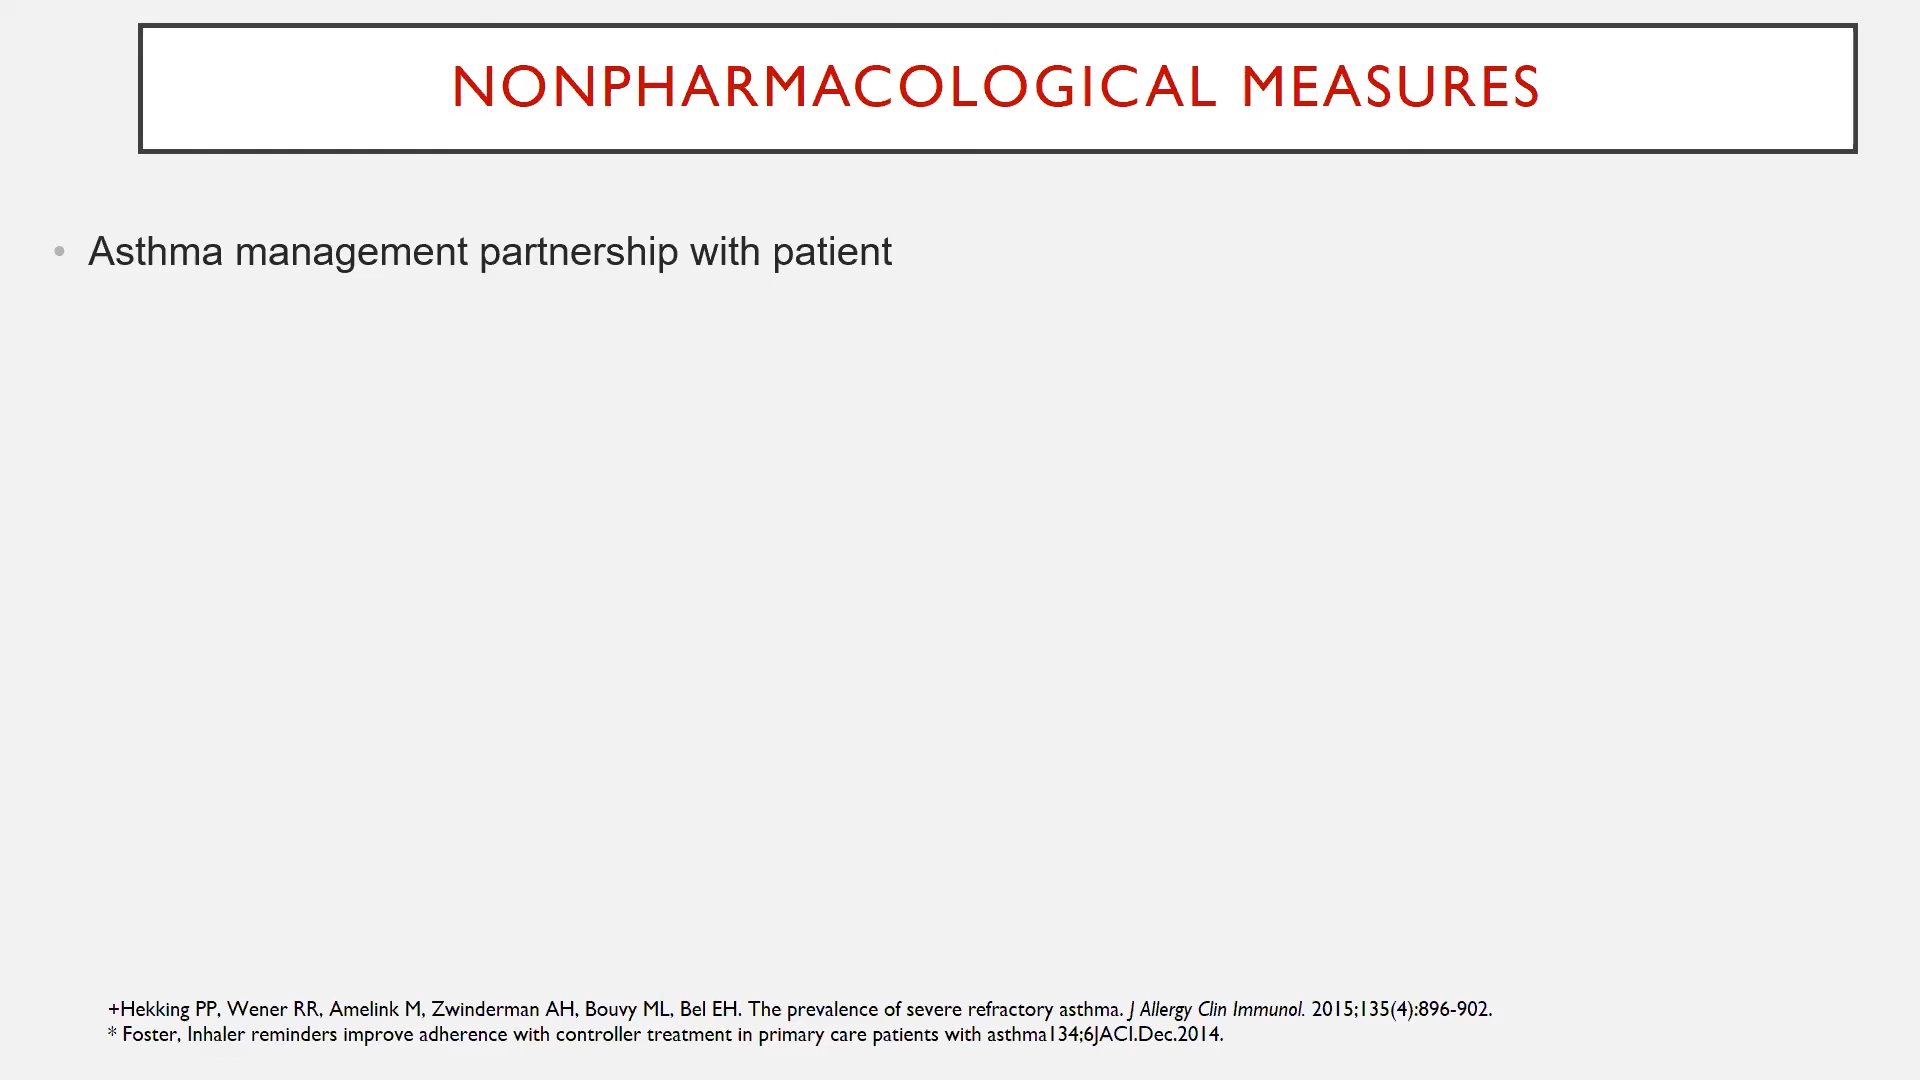 NONPHARMACOLOGICAL MEASURES
• Asthma management partnership with patient
+Hekking PP, Wener RR, Amelink M, Zwinderman AH, Bouvy ML, Bel EH. The prevalence of severe refractory asthma. J Allergy Clin Immunol. 2015;135(4):896-902.
* Foster, Inhaler reminders improve adherence with controller treatment in primary care patients with asthma134;6JACI.Dec.2014.